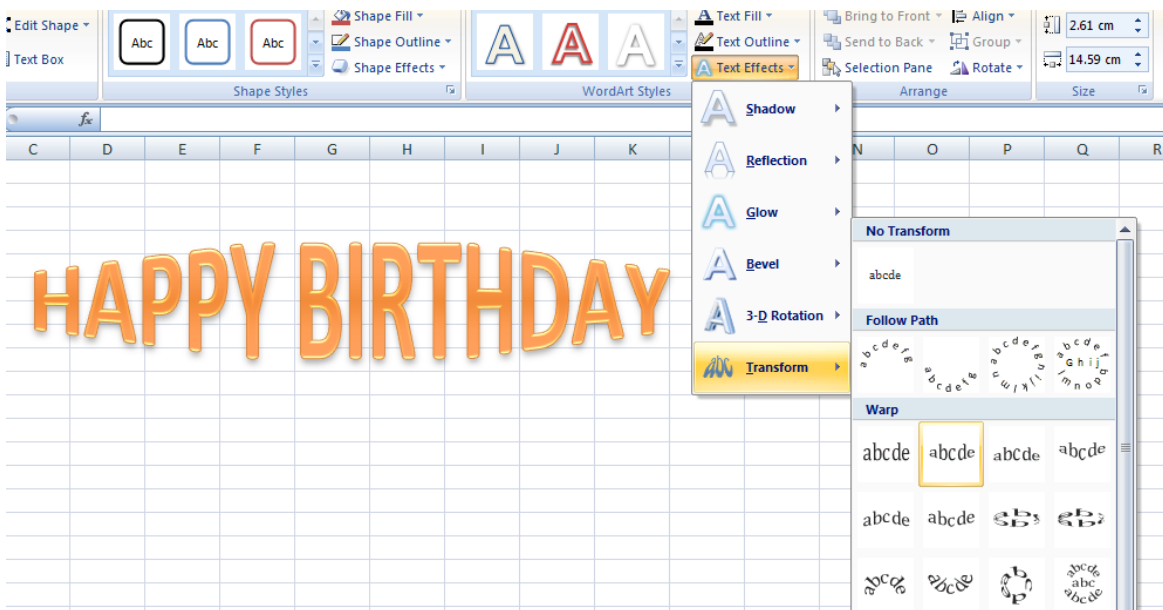 Edit Shape
Text Box
Abc Abc Abc
Shape Fill
Shape Outline
Shape Effects
Shape Styles
A A A
Text Fill
Text Outline
Text Effects
WordArt Styles
Bring to Front
Send to Back
Selection Pane
Align
Group
Rotate
Arrange
2.61 cm
14.59 cm
Size
fx
C D E F G H I J K N O P Q R
HAPPY BIRTHDAY
Shadow
Reflection
Glow
Bevel
3-D Rotation
Transform
No Transform
abcde
Follow Path
Warp
abcde abcde abcde abcde
abcde abcde